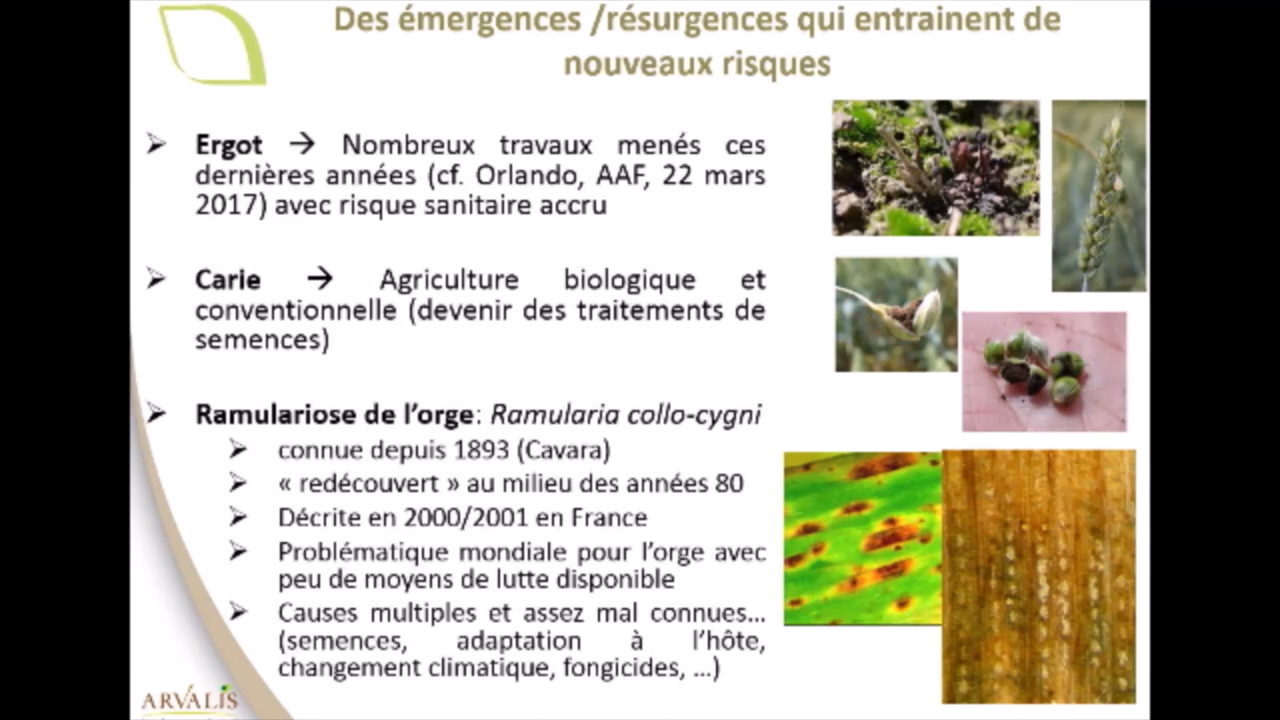 Des émergences /résurgences qui entrainent de
nouveaux risques
Ergot → Nombreux travaux menés ces
dernières années (cf. Orlando, AAF, 22 mars
2017) avec risque sanitaire accru
Carie → Agriculture biologique et
conventionnelle (devenir des traitements de
semences)
Ramulariose de l'orge: Ramularia collo-cygni
connue depuis 1893 (Cavara)
« redécouvert » au milieu des années 80
Décrite en 2000/2001 en France
Problématique mondiale pour l'orge avec
peu de moyens de lutte disponible
Causes multiples et assez mal connues...
(semences, adaptation à l'hôte,
changement climatique, fongicides, ...)
ARVALIS